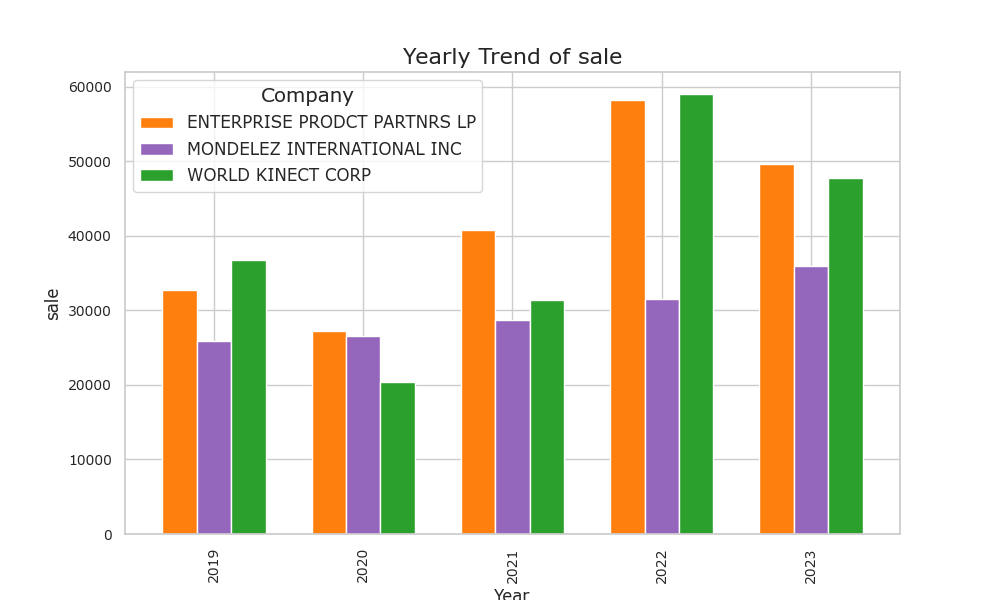 Yearly Trend of sale
Company
ENTERPRISE PRODCT PARTNRS LP
MONDELEZ INTERNATIONAL INC
WORLD KINECT CORP
60000
50000
40000
30000
20000
10000
0
sale
2019
2020
2021
2022
2023
Year